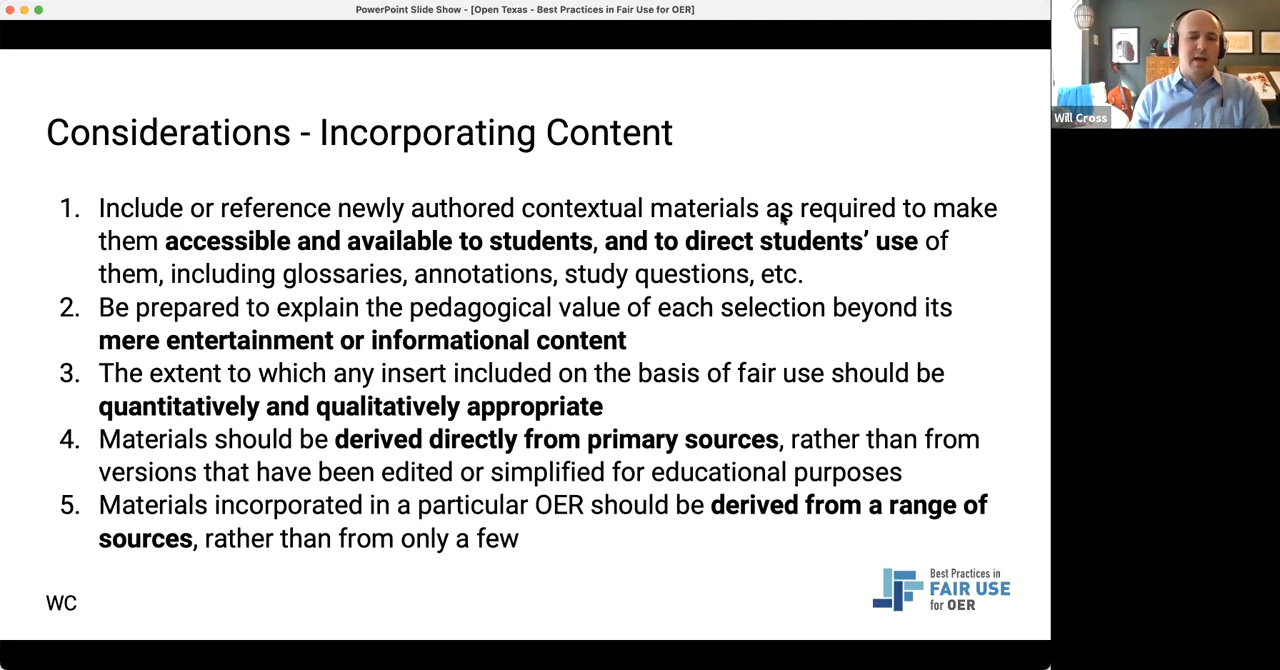 PowerPoint Slide Show - [Open Texas - Best Practices in Fair Use for OER]
Will Cross
Considerations - Incorporating Content
1. Include or reference newly authored contextual materials as required to make
them accessible and available to students, and to direct students’ use of
them, including glossaries, annotations, study questions, etc.
2. Be prepared to explain the pedagogical value of each selection beyond its
mere entertainment or informational content
3. The extent to which any insert included on the basis of fair use should be
quantitatively and qualitatively appropriate
4. Materials should be derived directly from primary sources, rather than from
versions that have been edited or simplified for educational purposes
5. Materials incorporated in a particular OER should be derived from a range of
sources, rather than from only a few
WC
Best Practices in
FAIR USE
for OER